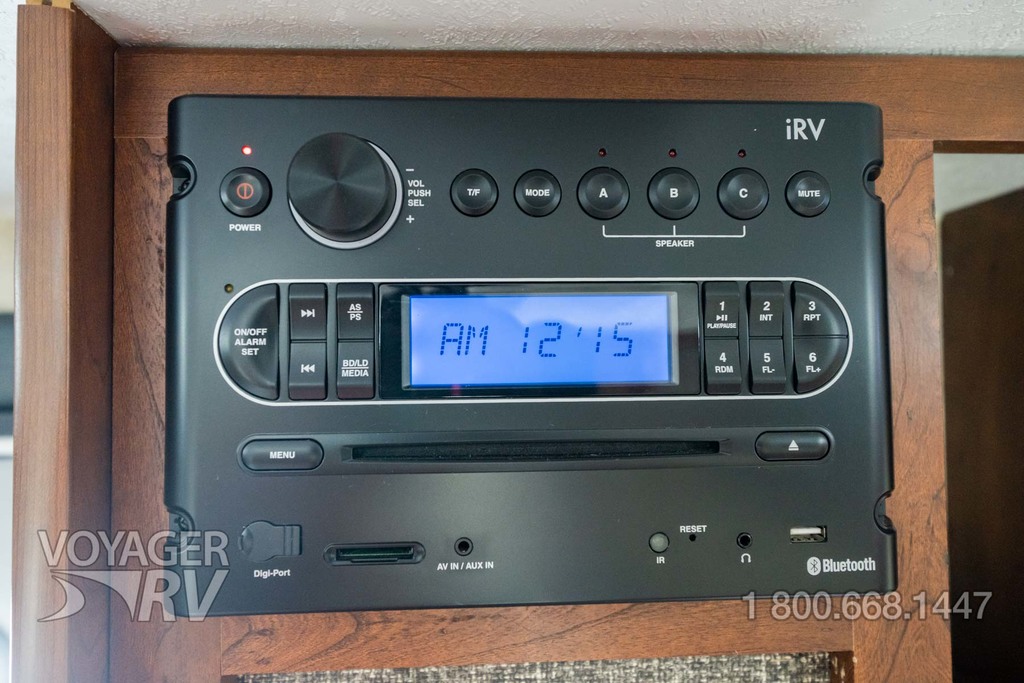 iRV
POWER
−
VOL
PUSH
SEL
+
T/F
MODE
A
B
C
MUTE
SPEAKER
ON/OFF
ALARM
SET
AS
PS
BD/LD
MEDIA
AM 12'15
1
PLAY/PAUSE
2
INT
3
RPT
4
RDM
5
FL-
6
FL+
MENU
Digi-Port
AV IN / AUX IN
IR
RESET
Bluetooth
VOYAGER
RV
1 800.668.1447